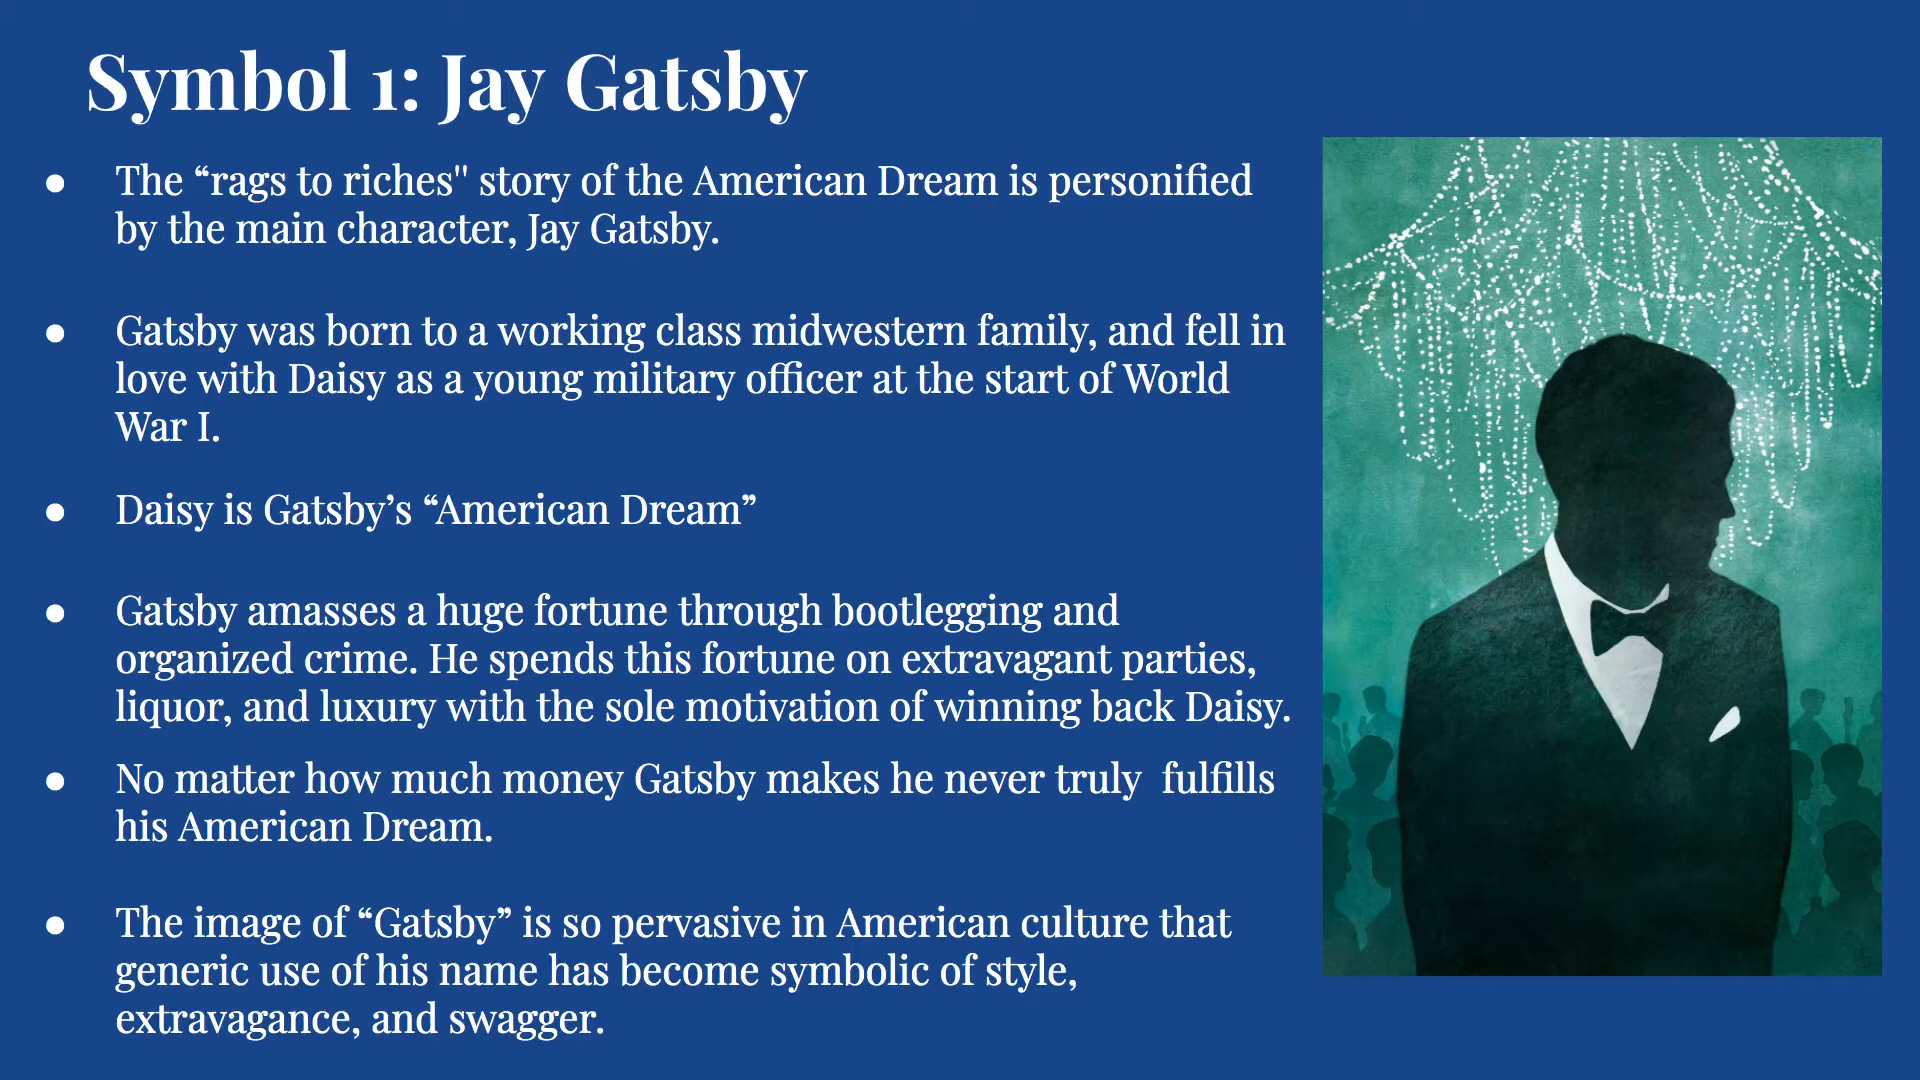 Symbol 1: Jay Gatsby
● The “rags to riches" story of the American Dream is personified
by the main character, Jay Gatsby.
● Gatsby was born to a working class midwestern family, and fell in
love with Daisy as a young military officer at the start of World
War I.
● Daisy is Gatsby’s “American Dream”
● Gatsby amasses a huge fortune through bootlegging and
organized crime. He spends this fortune on extravagant parties,
liquor, and luxury with the sole motivation of winning back Daisy.
● No matter how much money Gatsby makes he never truly  fulfills
his American Dream.
● The image of “Gatsby” is so pervasive in American culture that
generic use of his name has become symbolic of style,
extravagance, and swagger.